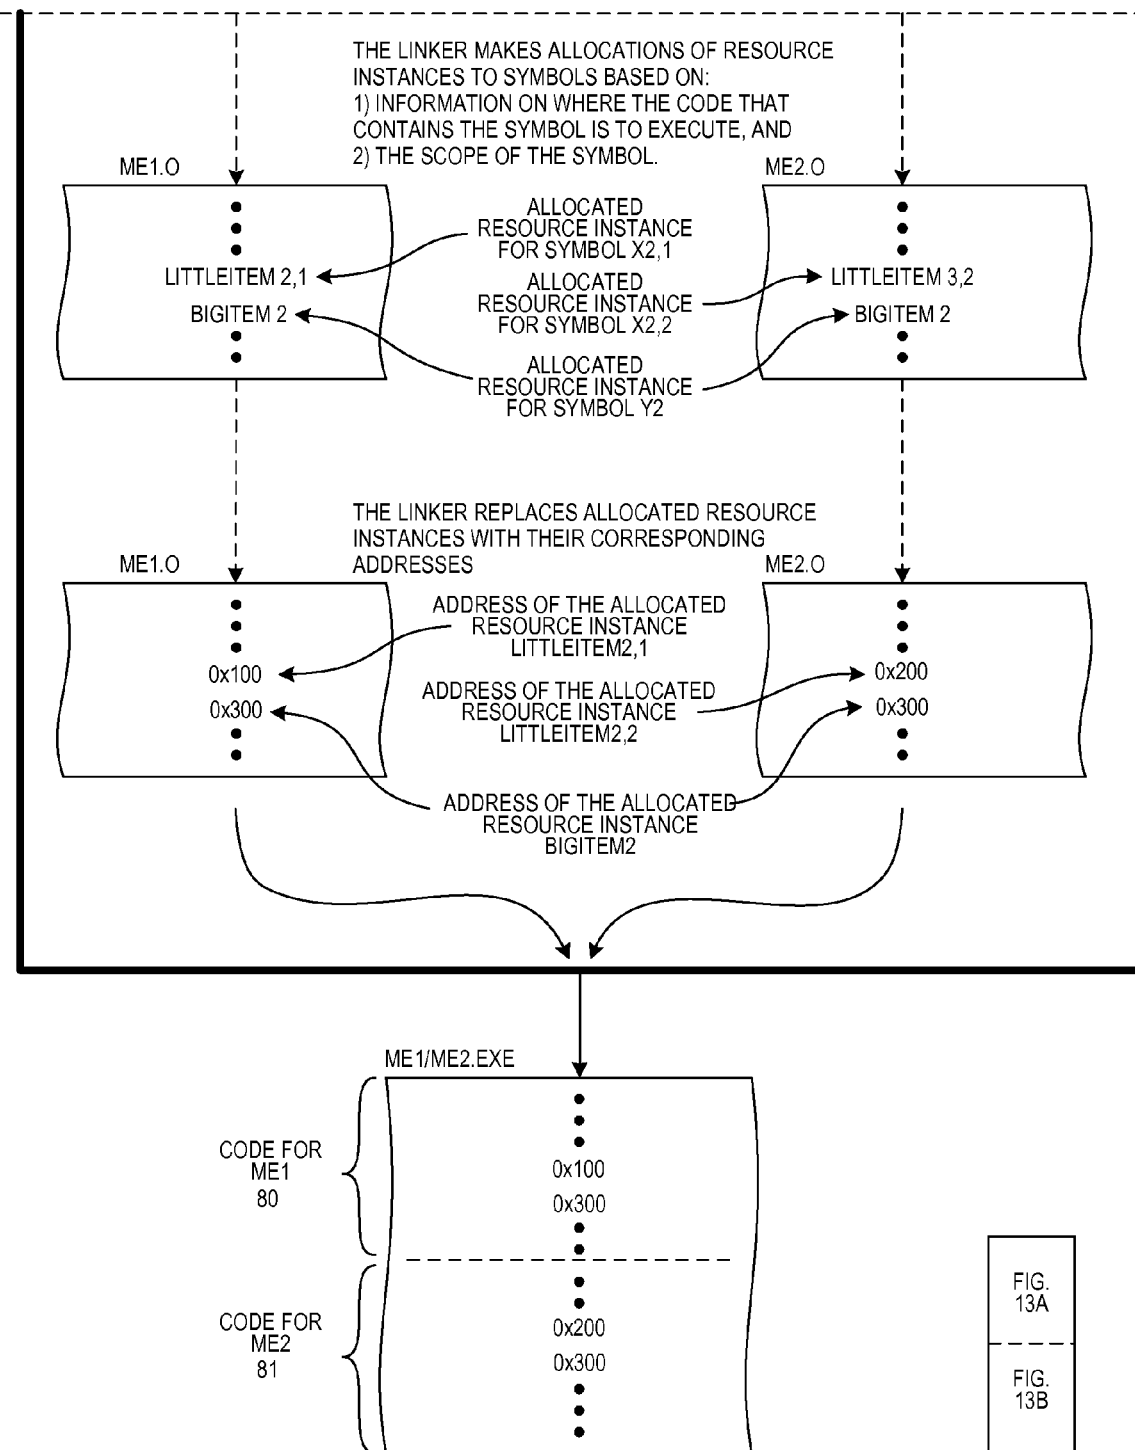 THE LINKER MAKES ALLOCATIONS OF RESOURCE
INSTANCES TO SYMBOLS BASED ON:
1) INFORMATION ON WHERE THE CODE THAT
CONTAINS THE SYMBOL IS TO EXECUTE, AND
2) THE SCOPE OF THE SYMBOL.
ME1.O
ME2.O
ALLOCATED
RESOURCE INSTANCE
FOR SYMBOL X2,1
LITTLEITEM 2,1
BIGITEM 2
ALLOCATED
RESOURCE INSTANCE
FOR SYMBOL X2,2
LITTLEITEM 3,2
BIGITEM 2
ALLOCATED
RESOURCE INSTANCE
FOR SYMBOL Y2
THE LINKER REPLACES ALLOCATED RESOURCE
INSTANCES WITH THEIR CORRESPONDING
ADDRESSES
ME1.O
ME2.O
ADDRESS OF THE ALLOCATED
RESOURCE INSTANCE
LITTLEITEM2,1
0x100
0x300
ADDRESS OF THE ALLOCATED
RESOURCE INSTANCE
LITTLEITEM2,2
0x200
0x300
ADDRESS OF THE ALLOCATED
RESOURCE INSTANCE
BIGITEM2
ME1/ME2.EXE
CODE FOR
ME1
80
0x100
0x300
CODE FOR
ME2
81
0x200
0x300
FIG.
13A
FIG.
13B